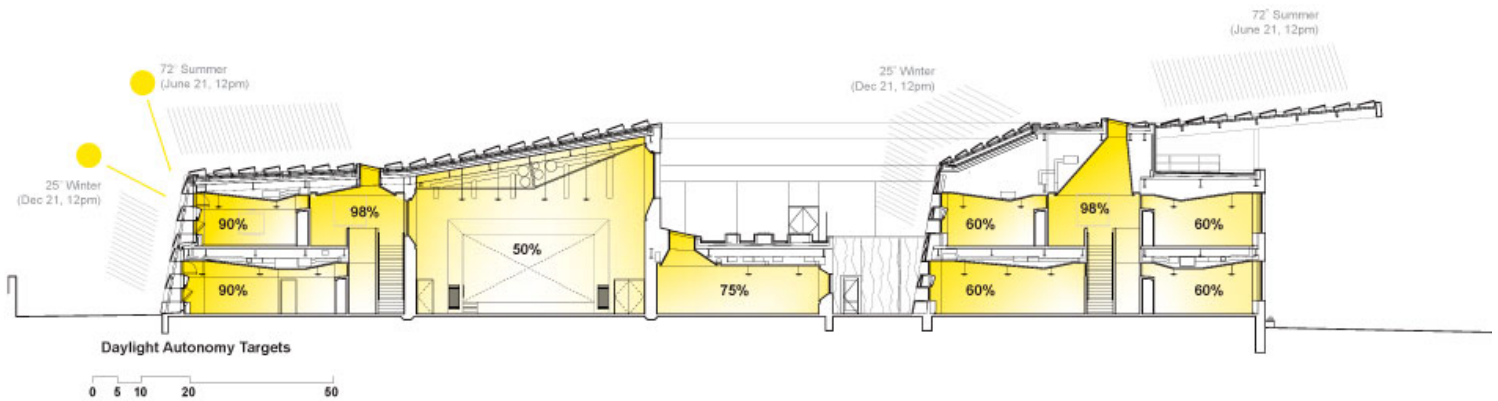 72° Summer
(June 21, 12pm)
72° Summer
(June 21, 12pm)
25° Winter
(Dec 21, 12pm)
25° Winter
(Dec 21, 12pm)
90%
98%
50%
60%
98%
60%
90%
75%
60%
60%
Daylight Autonomy Targets
0 5 10 20 50